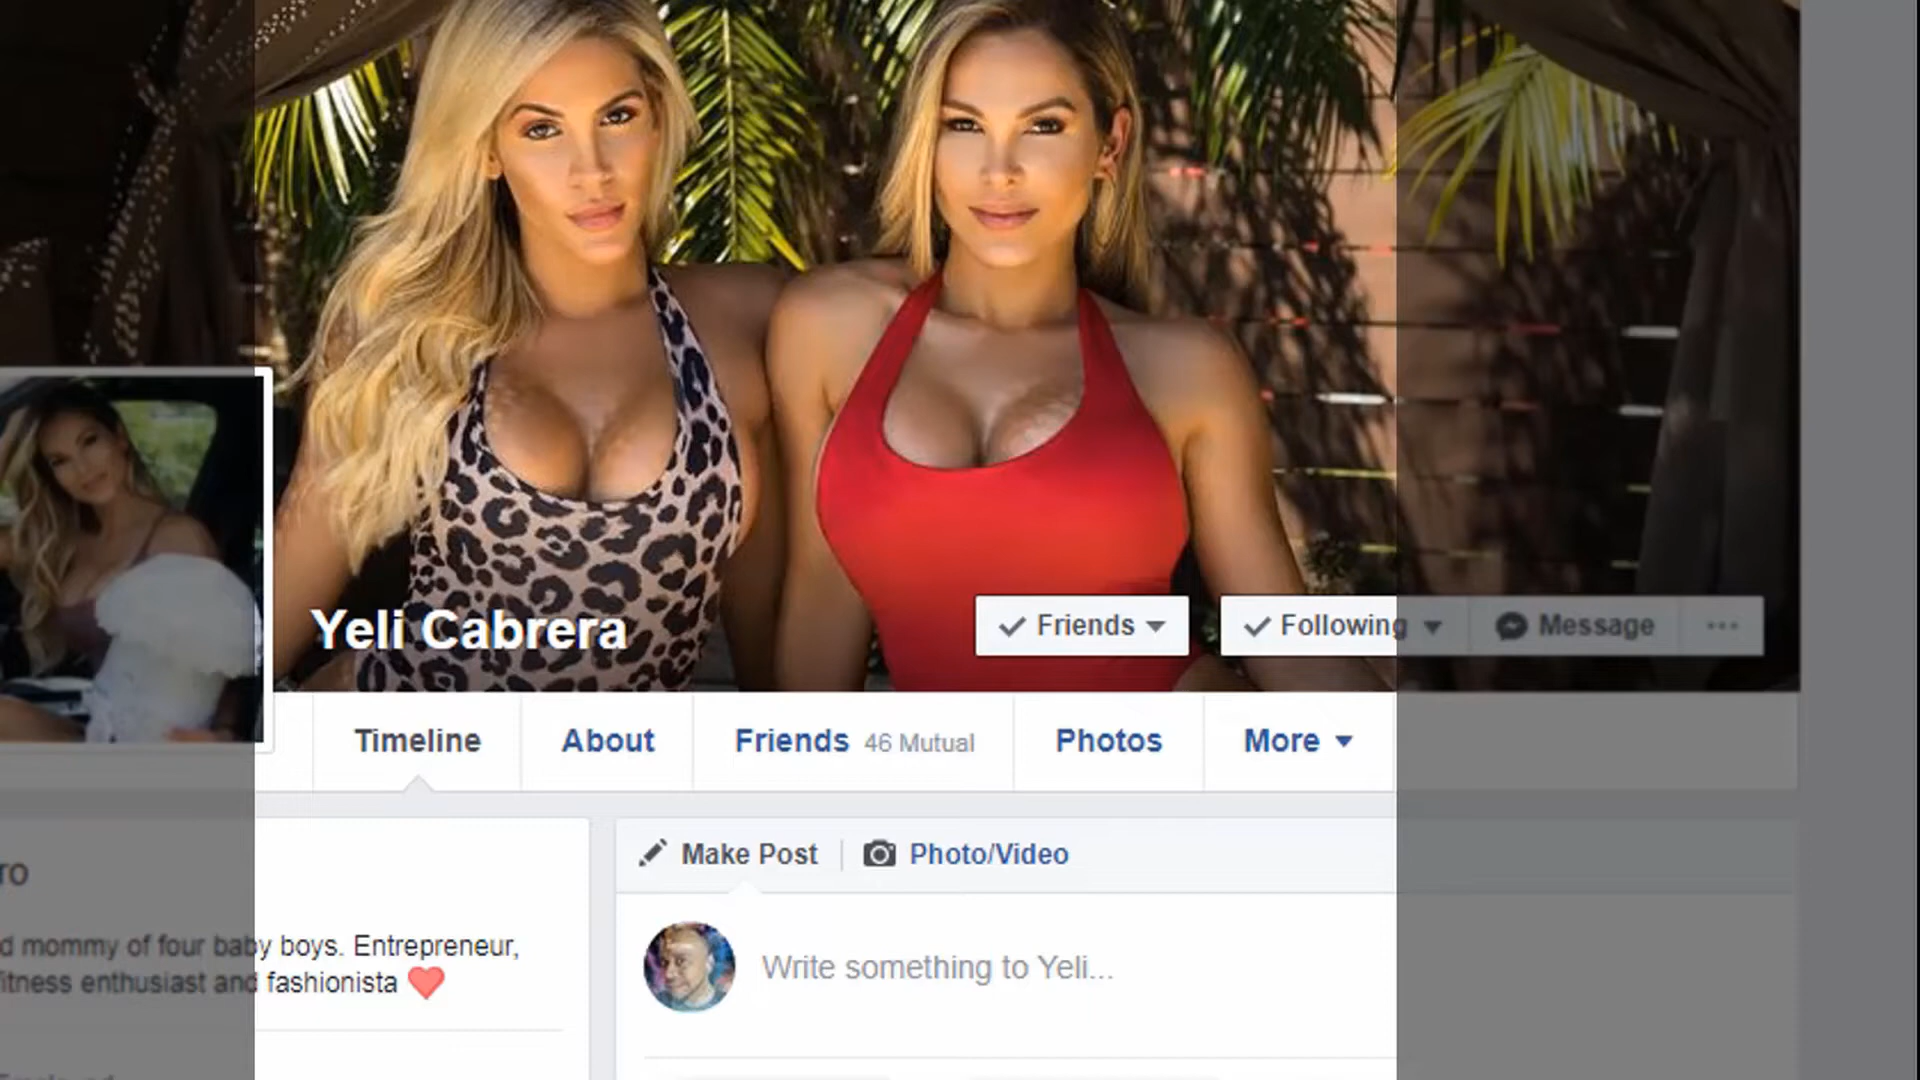 Yeli Cabrera
Friends
Following
Message
Timeline
About
Friends 46 Mutual
Photos
More
Make Post
Photo/Video
ro
d mommy of four baby boys. Entrepreneur,
itness enthusiast and fashionista
Write something to Yeli...